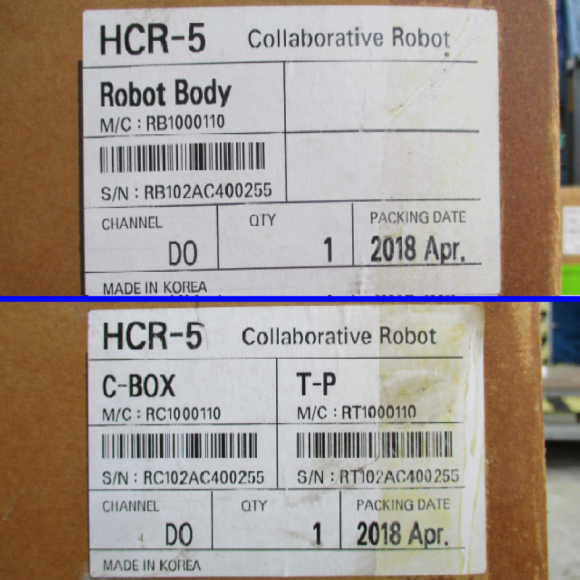 HCR-5 Collaborative Robot
Robot Body
M/C : RB1000110
S/N : RB102AC400255
CHANNEL QTY PACKING DATE
DO 1 2018 Apr.
MADE IN KOREA
HCR-5 Collaborative Robot
C-BOX T-P
M/C : RC1000110 M/C : RT1000110
S/N : RC102AC400255 S/N : RT102AC400255
CHANNEL QTY PACKING DATE
DO 1 2018 Apr.
MADE IN KOREA